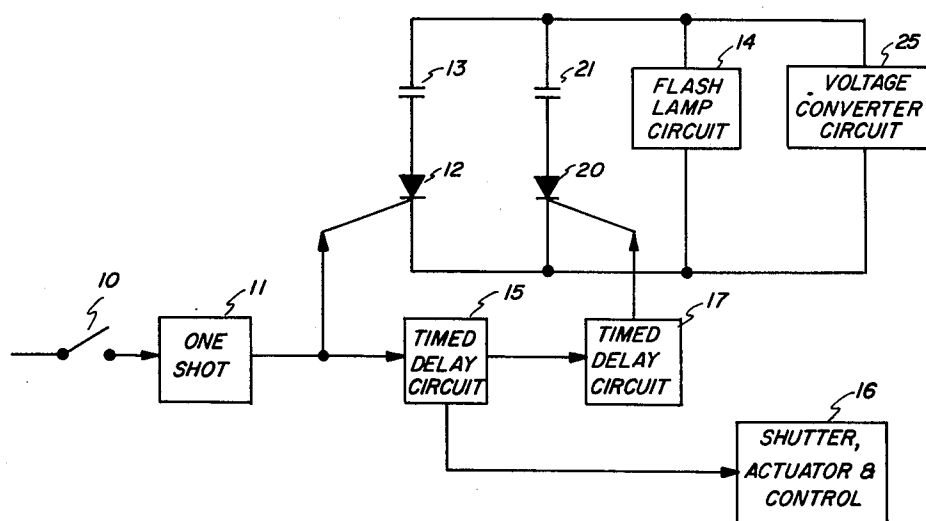 13
21
14
FLASH
LAMP
CIRCUIT
25
VOLTAGE
CONVERTER
CIRCUIT
12
20
10
11
ONE
SHOT
15
TIMED
DELAY
CIRCUIT
17
TIMED
DELAY
CIRCUIT
16
SHUTTER,
ACTUATOR &
CONTROL